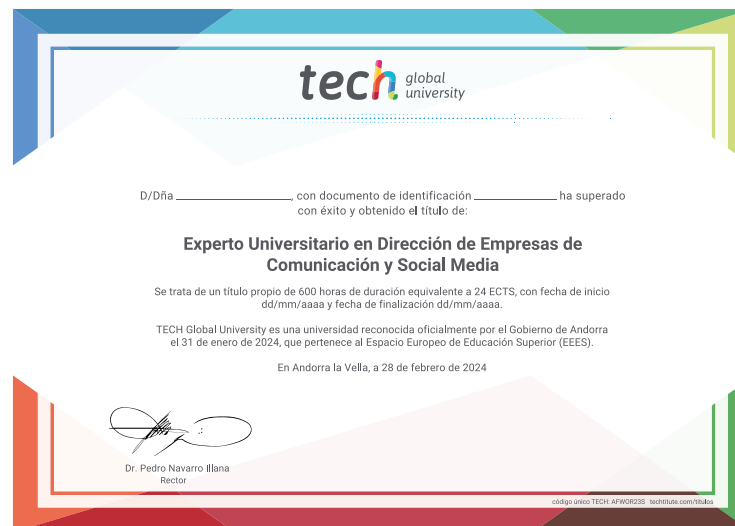 tech global university
D/Dña ______________, con documento de identificación __________ ha superado
con éxito y obtenido el título de:
Experto Universitario en Dirección de Empresas de
Comunicación y Social Media
Se trata de un título propio de 600 horas de duración equivalente a 24 ECTS, con fecha de inicio
dd/mm/aaaa y fecha de finalización dd/mm/aaaa.
TECH Global University es una universidad reconocida oficialmente por el Gobierno de Andorra
el 31 de enero de 2024, que pertenece al Espacio Europeo de Educación Superior (EEES).
En Andorra la Vella, a 28 de febrero de 2024
Dr. Pedro Navarro Illana
Rector
código único TECH: AFWOR23S techtitute.com/titulos